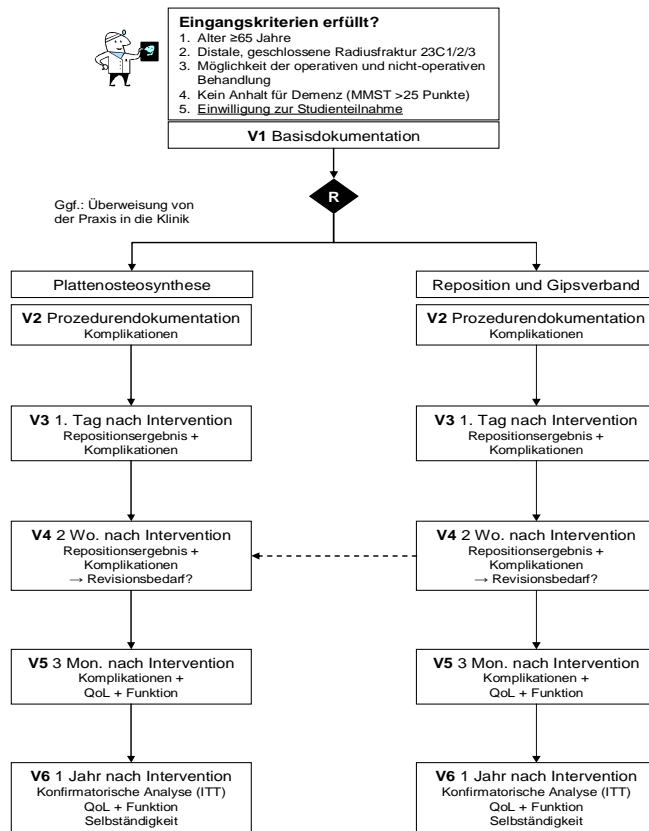 Eingangskriterien erfüllt?
1. Alter ≥65 Jahre
2. Distale, geschlossene Radiusfraktur 23C1/2/3
3. Möglichkeit der operativen und nicht-operativen
Behandlung
4. Kein Anhalt für Demenz (MMST >25 Punkte)
5. Einwilligung zur Studienteilnahme
V1 Basisdokumentation
R
Ggf.: Überweisung von
der Praxis in die Klinik
Plattenosteosynthese
V2 Prozedurendokumentation
Komplikationen
V3 1. Tag nach Intervention
Repositionsergebnis +
Komplikationen
V4 2 Wo. nach Intervention
Repositionsergebnis +
Komplikationen
→ Revisionsbedarf?
V5 3 Mon. nach Intervention
Komplikationen +
QoL + Funktion
V6 1 Jahr nach Intervention
Konfirmatorische Analyse (ITT)
QoL + Funktion
Selbständigkeit
Reposition und Gipsverband
V2 Prozedurendokumentation
Komplikationen
V3 1. Tag nach Intervention
Repositionsergebnis +
Komplikationen
V4 2 Wo. nach Intervention
Repositionsergebnis +
Komplikationen
→ Revisionsbedarf?
V5 3 Mon. nach Intervention
Komplikationen +
QoL + Funktion
V6 1 Jahr nach Intervention
Konfirmatorische Analyse (ITT)
QoL + Funktion
Selbständigkeit